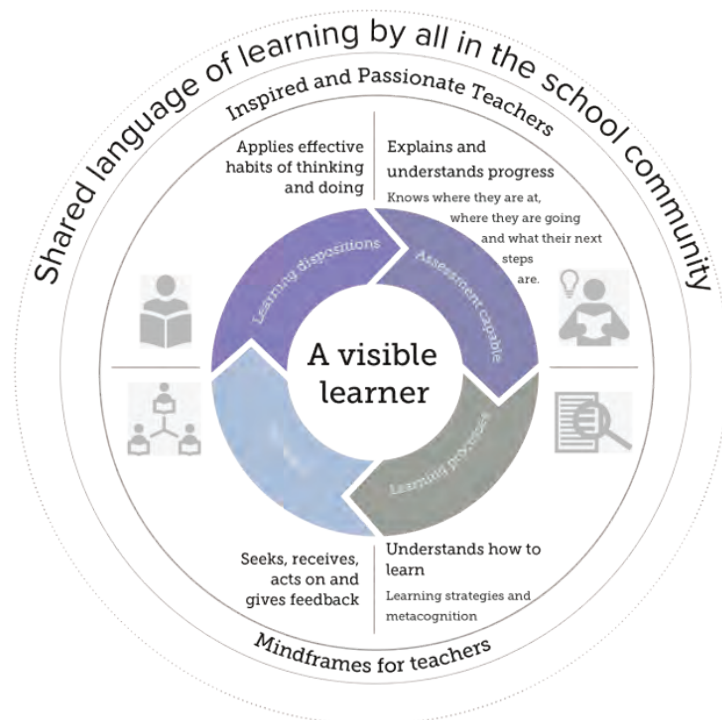 Shared language of learning by all in the school community
Inspired and Passionate Teachers
Applies effective
habits of thinking
and doing
Explains and
understands progress
Knows where they are at,
where they are going
and what their next
steps
are.
Learning dispositions
Assessment capable
A visible
learner
Learning processes
Seeks, receives,
acts on and
gives feedback
Understands how to
learn
Learning strategies and
metacognition
Mindframes for teachers